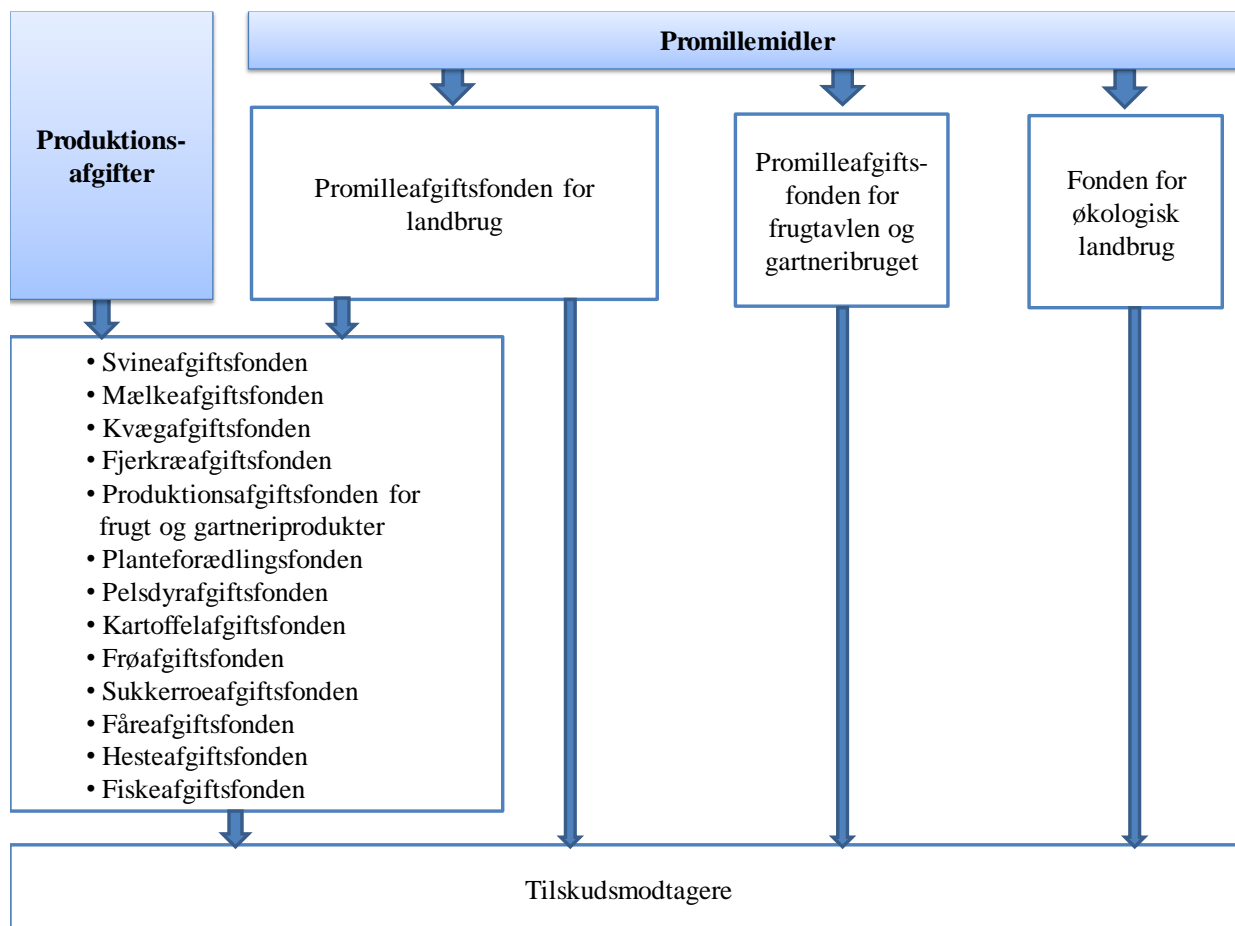 Promillemidler
Produktions-
afgifter
Promilleafgiftsfonden for
landbrug
Promilleafgifts-
fonden for
frugtavlen og
gartneribruget
Fonden for
økologisk
landbrug
• Svineafgiftsfonden
• Mælkeafgiftsfonden
• Kvægafgiftsfonden
• Fjerkræafgiftsfonden
• Produktionsafgiftsfonden for
frugt og gartneriprodukter
• Planteforædlingsfonden
• Pelsdyrafgiftsfonden
• Kartoffelafgiftsfonden
• Frøafgiftsfonden
• Sukkerroeafgiftsfonden
• Fåreafgiftsfonden
• Hesteafgiftsfonden
• Fiskeafgiftsfonden
Tilskudsmodtagere